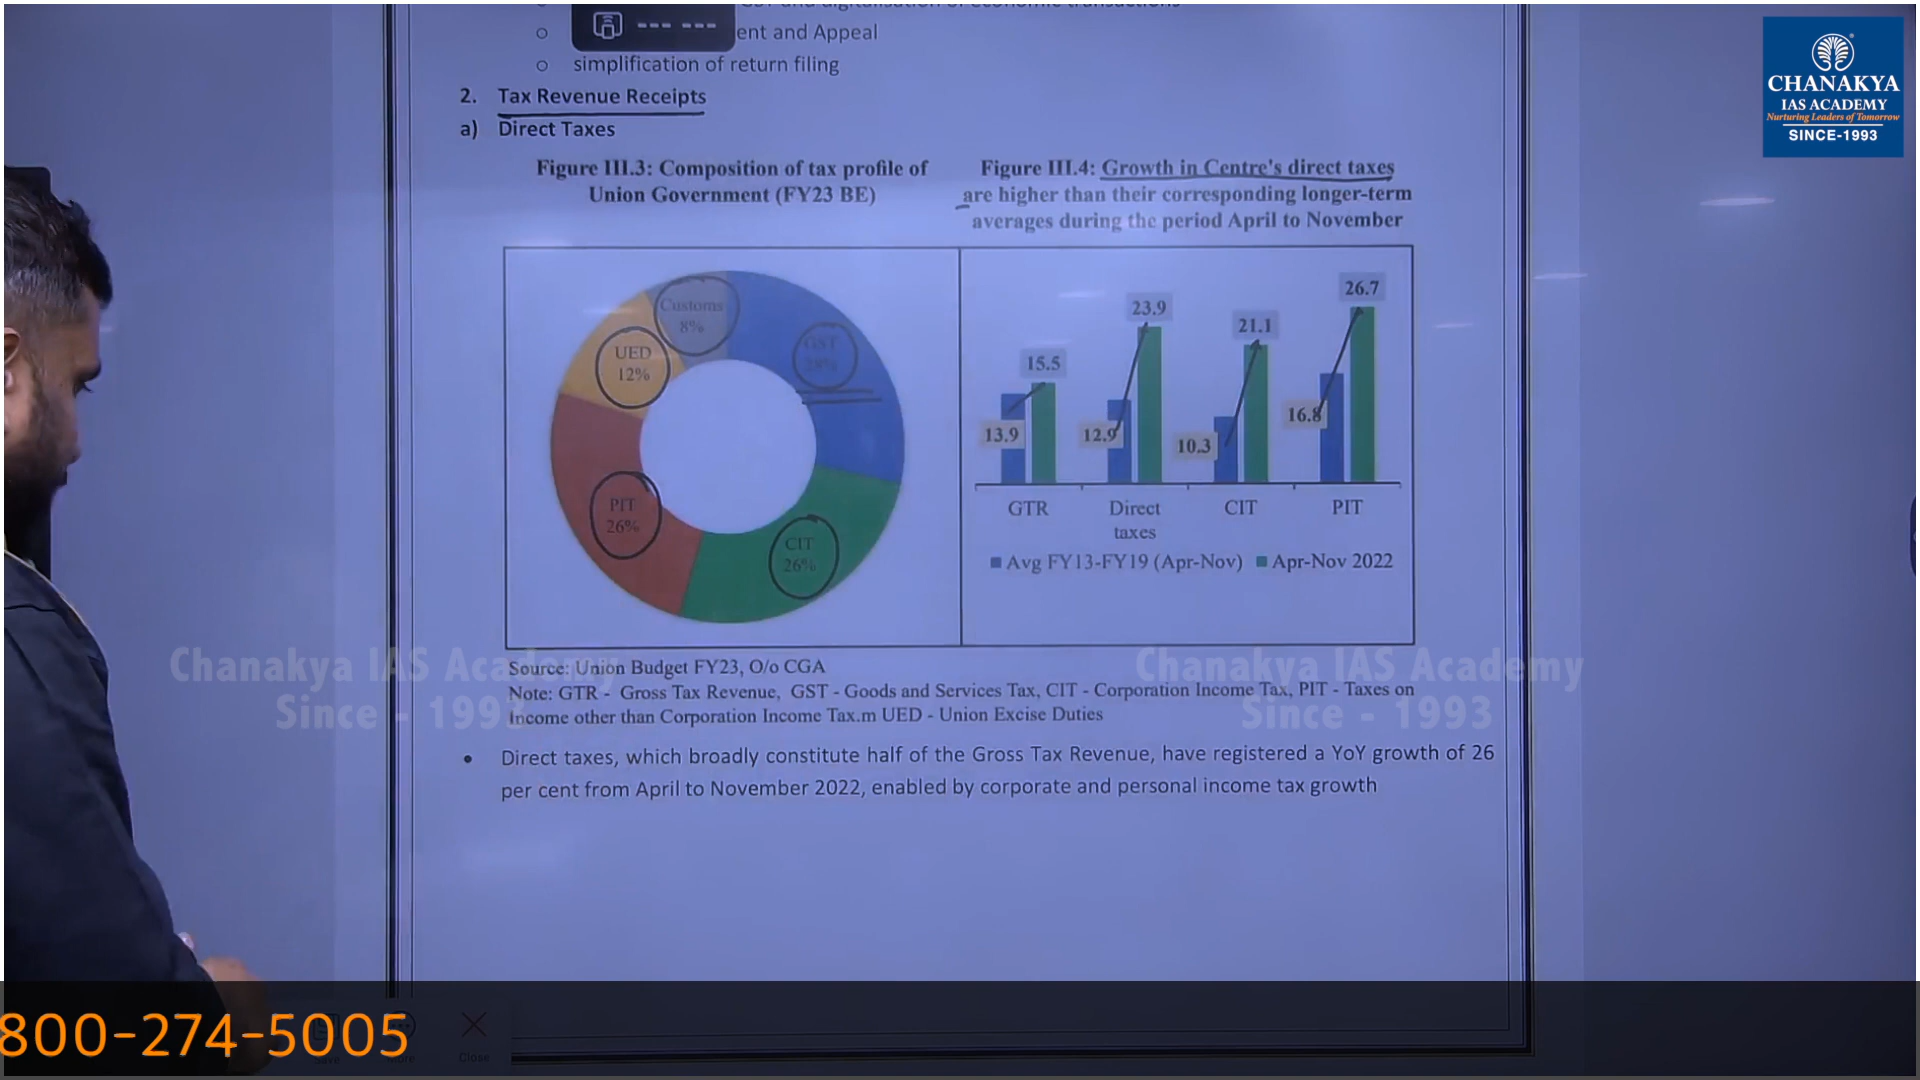 ent and Appeal
simplification of return filing
2. Tax Revenue Receipts
a) Direct Taxes
Figure III.3: Composition of tax profile of
Union Government (FY23 BE)
Figure III.4: Growth in Centre's direct taxes
are higher than their corresponding longer-term
averages during the period April to November
Customs
8%
GST
UED
12%
PIT
26%
CIT
26%
26.7
23.9
21.1
15.5
16.8
13.9
12.9
10.3
GTR
Direct
taxes
CIT
PIT
Avg FY13-FY19 (Apr-Nov)
Apr-Nov 2022
Source: Union Budget FY23, O/o CGA
Note: GTR - Gross Tax Revenue, GST - Goods and Services Tax, CIT - Corporation Income Tax, PIT - Taxes on
Income other than Corporation Income Tax.m UED - Union Excise Duties
• Direct taxes, which broadly constitute half of the Gross Tax Revenue, have registered a YoY growth of 26
per cent from April to November 2022, enabled by corporate and personal income tax growth
CHANAKYA
IAS ACADEMY
Nurturing Leaders of Tomorrow
SINCE-1993
Chanakya IAS Academy
Since - 1993
Chanakya IAS Academy
Since - 1993
800-274-5005
Close